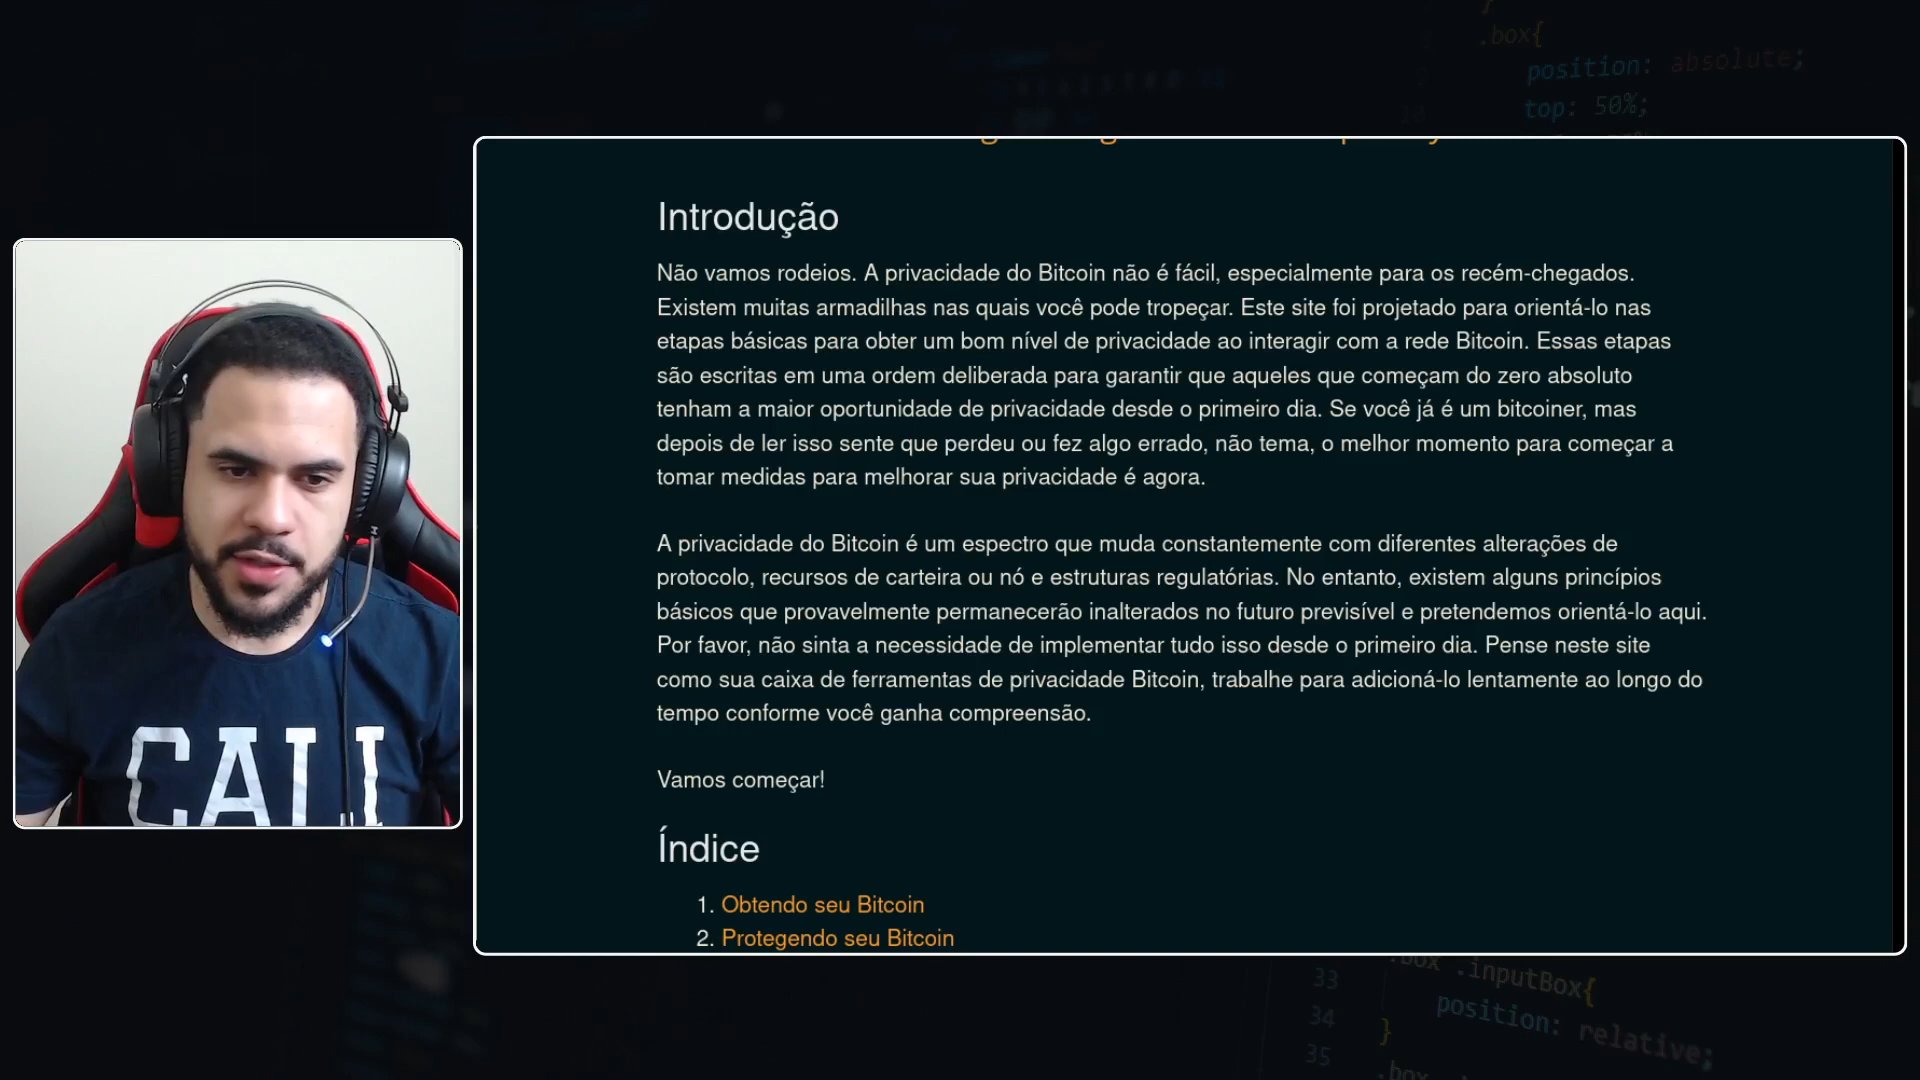 .box{
position: absolute;
top: 50%;
Introdução
Não vamos rodeios. A privacidade do Bitcoin não é fácil, especialmente para os recém-chegados.
Existem muitas armadilhas nas quais você pode tropeçar. Este site foi projetado para orientá-lo nas
etapas básicas para obter um bom nível de privacidade ao interagir com a rede Bitcoin. Essas etapas
são escritas em uma ordem deliberada para garantir que aqueles que começam do zero absoluto
tenham a maior oportunidade de privacidade desde o primeiro dia. Se você já é um bitcoiner, mas
depois de ler isso sente que perdeu ou fez algo errado, não tema, o melhor momento para começar a
tomar medidas para melhorar sua privacidade é agora.
A privacidade do Bitcoin é um espectro que muda constantemente com diferentes alterações de
protocolo, recursos de carteira ou nó e estruturas regulatórias. No entanto, existem alguns princípios
básicos que provavelmente permanecerão inalterados no futuro previsível e pretendemos orientá-lo aqui.
Por favor, não sinta a necessidade de implementar tudo isso desde o primeiro dia. Pense neste site
como sua caixa de ferramentas de privacidade Bitcoin, trabalhe para adicioná-lo lentamente ao longo do
tempo conforme você ganha compreensão.
Vamos começar!
Índice
1. Obtendo seu Bitcoin
2. Protegendo seu Bitcoin
CALI
.box .inputBox{
33
position: relative;
34
}
35
.box